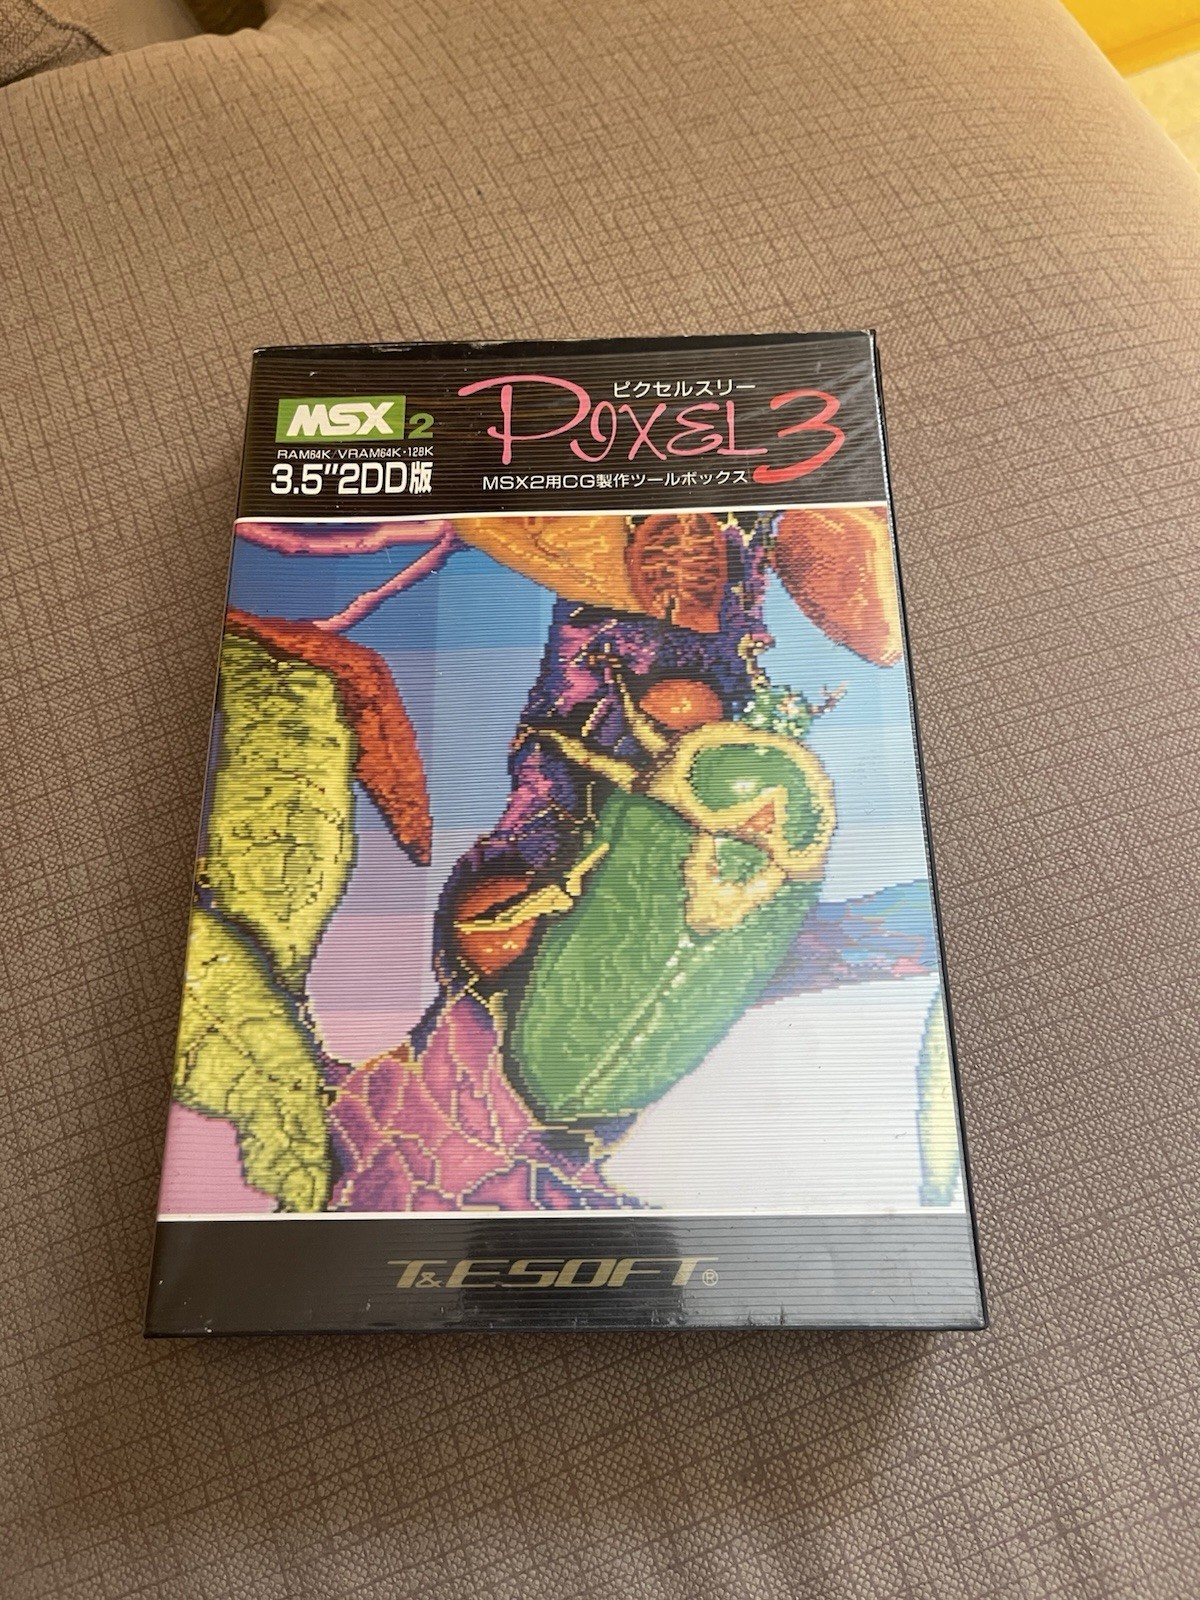 ピクセルスリー
MSX2
PIXEL3
RAM64K/VRAM64K・128K
3.5"2DD版
MSX2用CG製作ツールボックス
T&ESOFT®